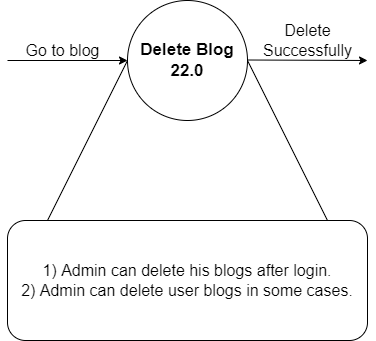 Go to blog
Delete Blog
22.0
Delete
Successfully
1) Admin can delete his blogs after login.
2) Admin can delete user blogs in some cases.